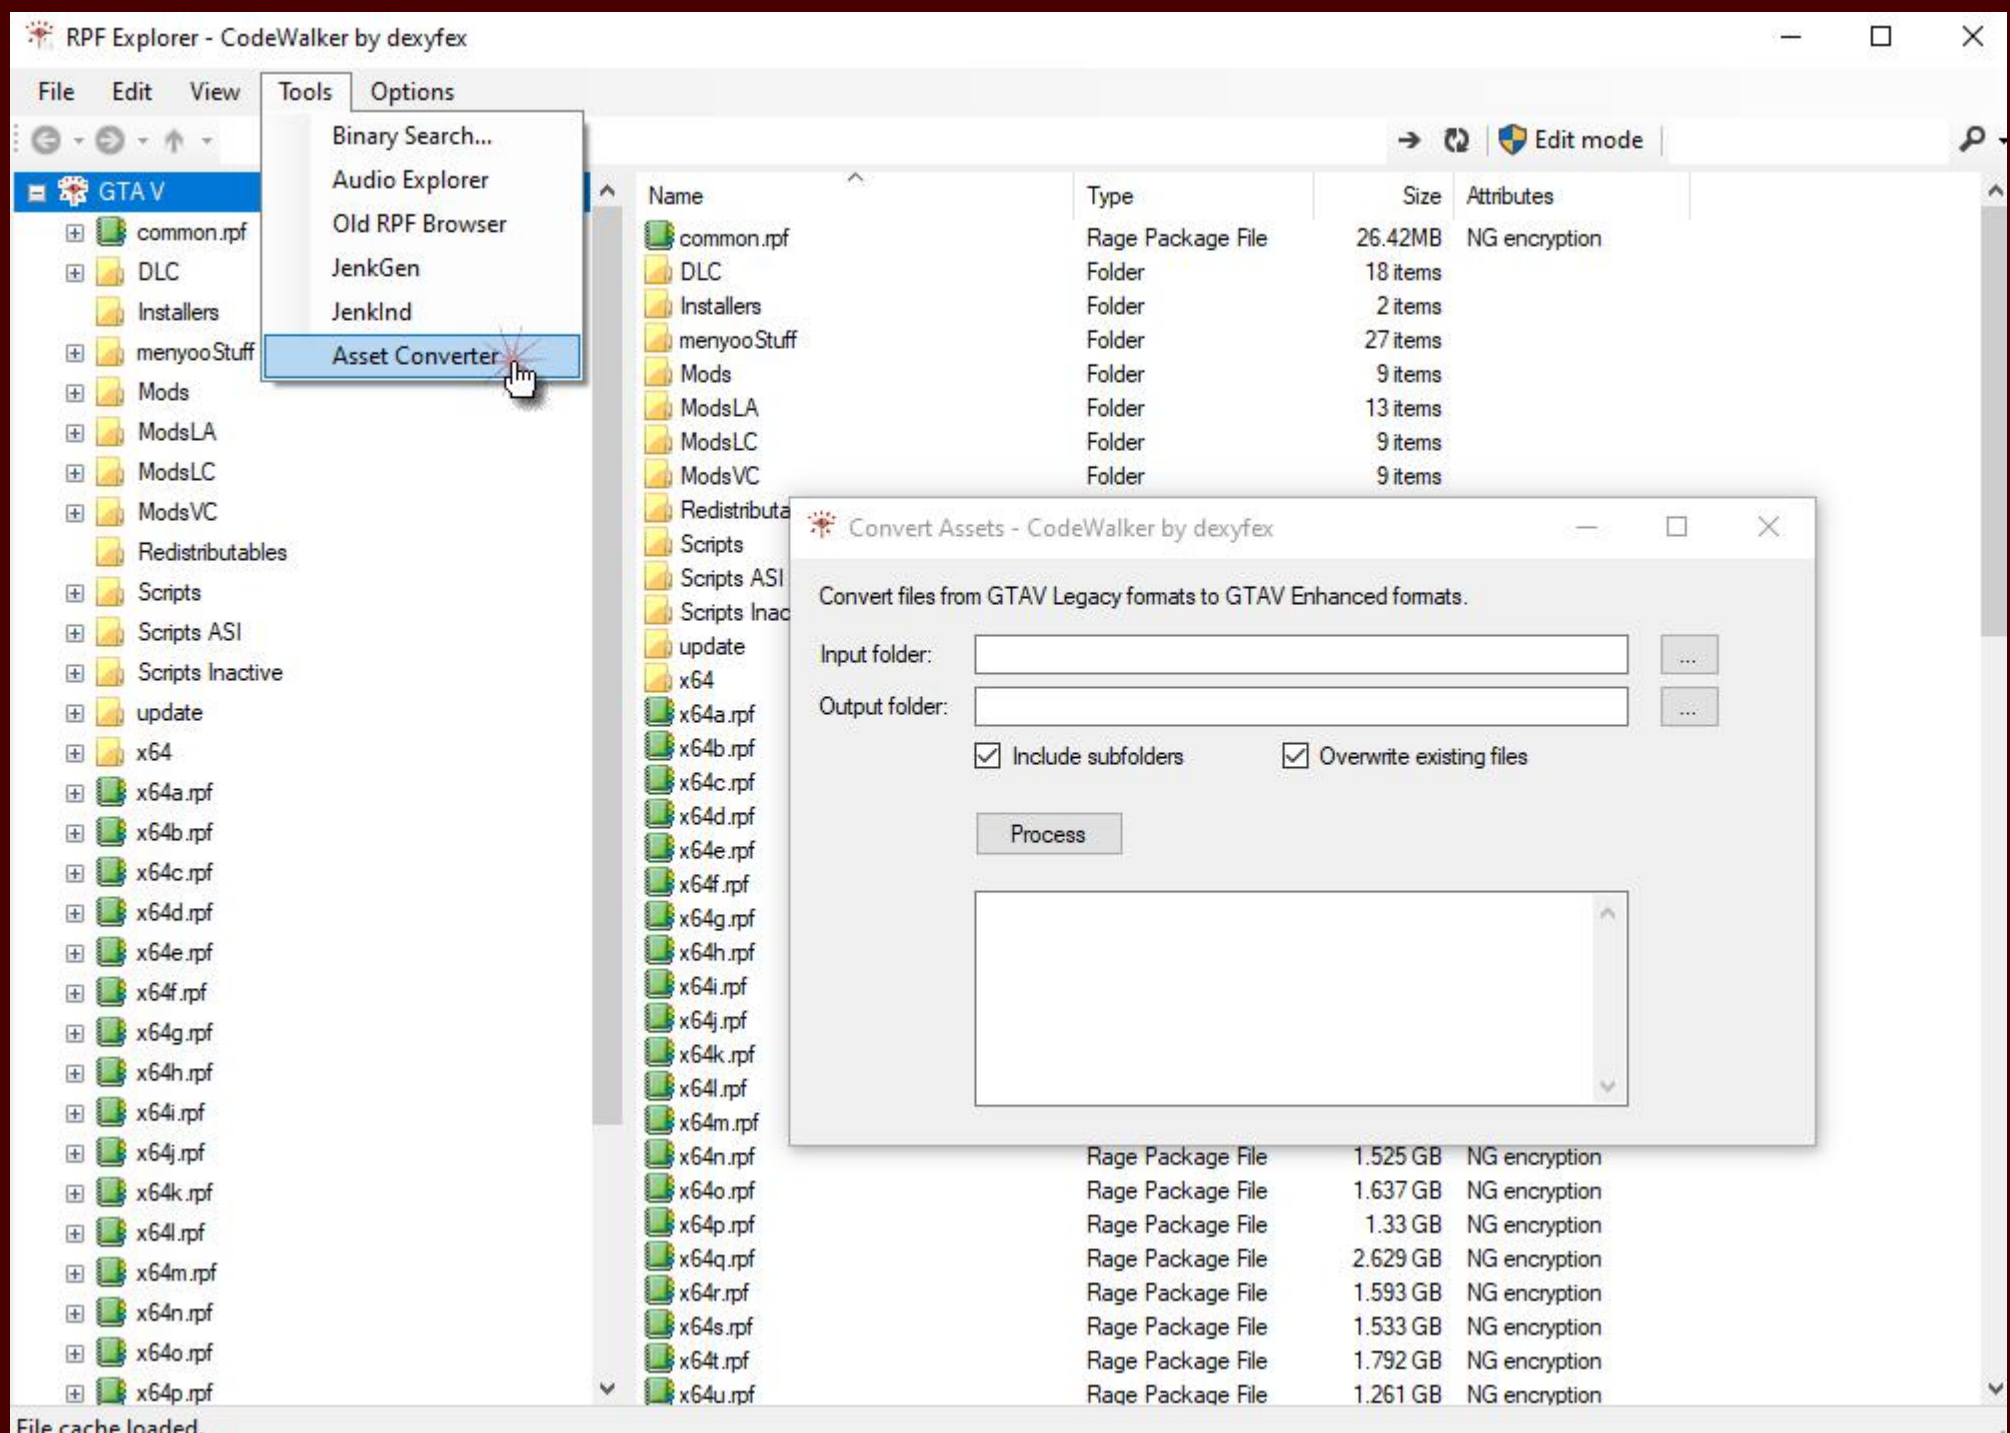 RPF Explorer - CodeWalker by dexyfex
File Edit View Tools Options
Edit mode
Binary Search...
Audio Explorer
Old RPF Browser
JenkGen
JenkInd
Asset Converter
GTA V
common.rpf
DLC
Installers
menyooStuff
Mods
ModsLA
ModsLC
ModsVC
Redistributables
Scripts
Scripts ASI
Scripts Inactive
update
x64
x64a.rpf
x64b.rpf
x64c.rpf
x64d.rpf
x64e.rpf
x64f.rpf
x64g.rpf
x64h.rpf
x64i.rpf
x64j.rpf
x64k.rpf
x64l.rpf
x64m.rpf
x64n.rpf
x64o.rpf
x64p.rpf
Name Type Size Attributes
common.rpf Rage Package File 26.42MB NG encryption
DLC Folder 18 items
Installers Folder 2 items
menyooStuff Folder 27 items
Mods Folder 9 items
ModsLA Folder 13 items
ModsLC Folder 9 items
ModsVC Folder 9 items
Redistributa
Scripts
Scripts ASI
Scripts Inac
update
x64
x64a.rpf
x64b.rpf
x64c.rpf
x64d.rpf
x64e.rpf
x64f.rpf
x64g.rpf
x64h.rpf
x64i.rpf
x64j.rpf
x64k.rpf
x64l.rpf
x64m.rpf
x64n.rpf Rage Package File 1.525 GB NG encryption
x64o.rpf Rage Package File 1.637 GB NG encryption
x64p.rpf Rage Package File 1.33 GB NG encryption
x64q.rpf Rage Package File 2.629 GB NG encryption
x64r.rpf Rage Package File 1.593 GB NG encryption
x64s.rpf Rage Package File 1.533 GB NG encryption
x64t.rpf Rage Package File 1.792 GB NG encryption
x64u.rpf Rage Package File 1.261 GB NG encryption
Convert Assets - CodeWalker by dexyfex
Convert files from GTAV Legacy formats to GTAV Enhanced formats.
Input folder: ...
Output folder: ...
Include subfolders Overwrite existing files
Process
File cache loaded.